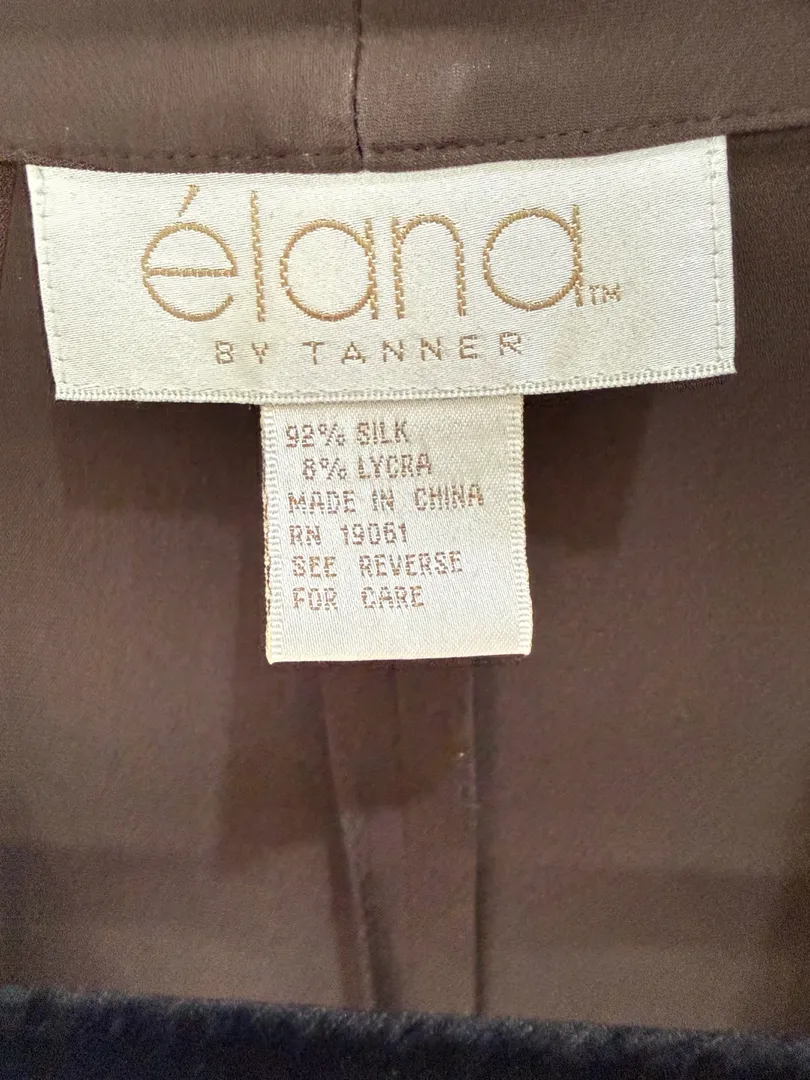 élana™
BY TANNER
92% SILK
8% LYCRA
MADE IN CHINA
RN 19061
SEE REVERSE
FOR CARE